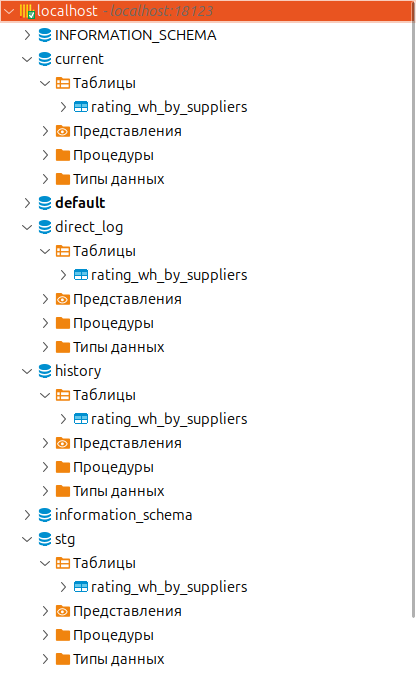 localhost - localhost:18123
INFORMATION_SCHEMA
current
Таблицы
rating_wh_by_suppliers
Представления
Процедуры
Типы данных
default
direct_log
Таблицы
rating_wh_by_suppliers
Представления
Процедуры
Типы данных
history
Таблицы
rating_wh_by_suppliers
Представления
Процедуры
Типы данных
information_schema
stg
Таблицы
rating_wh_by_suppliers
Представления
Процедуры
Типы данных